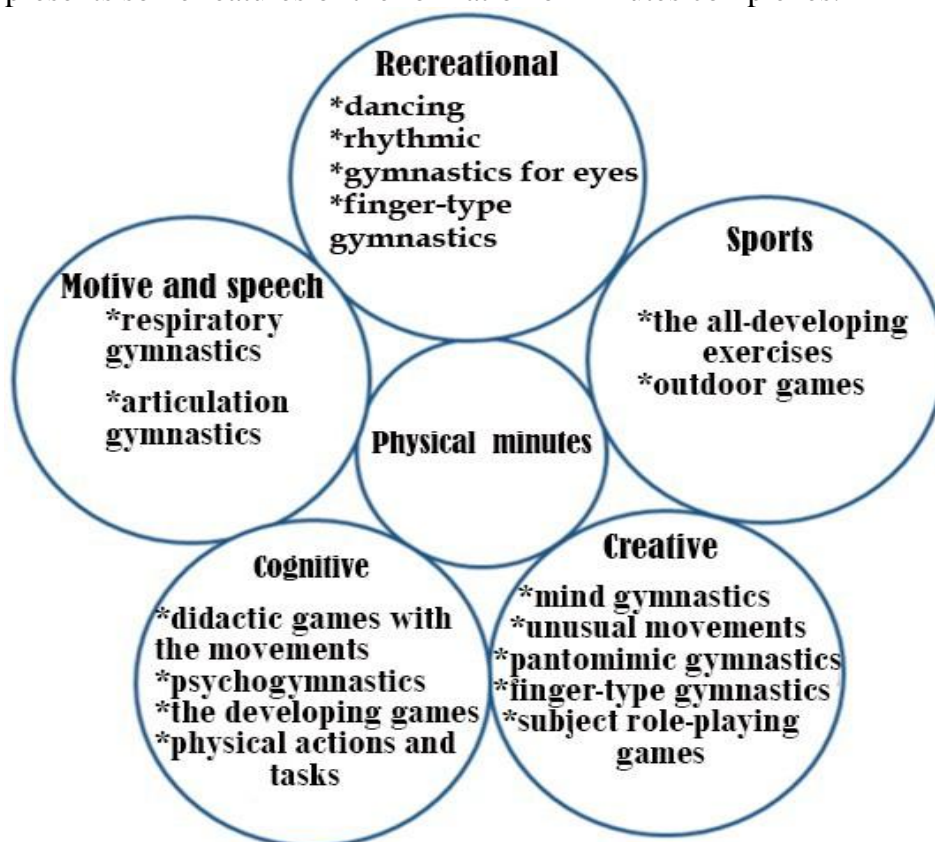 presents some features of the formation of minutes complexes.
Recreational
*dancing
*rhythmic
*gymnastics for eyes
*finger-type
gymnastics
Sports
*the all-developing
exercises
*outdoor games
Motive and speech
*respiratory
gymnastics
*articulation
gymnastics
Physical minutes
Cognitive
*didactic games with
the movements
*psychogymnastics
*the developing games
*physical actions and
tasks
Creative
*mind gymnastics
*unusual movements
*pantomimic gymnastics
*finger-type gymnastics
*subject role-playing
games